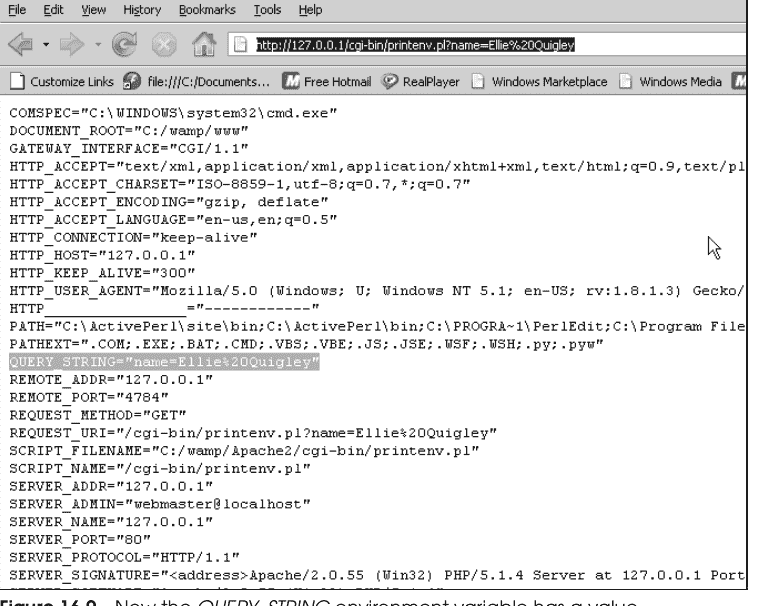 File Edit View History Bookmarks Tools Help
http://127.0.0.1/cgi-bin/printenv.pl?name=Ellie%20Quigley
Customize Links file:///C:/Documents... Free Hotmail RealPlayer Windows Marketplace Windows Media
COMSPEC="C:\WINDOWS\system32\cmd.exe"
DOCUMENT_ROOT="C:/wamp/www"
GATEWAY_INTERFACE="CGI/1.1"
HTTP_ACCEPT="text/xml,application/xml,application/xhtml+xml,text/html;q=0.9,text/pl
HTTP_ACCEPT_CHARSET="ISO-8859-1,utf-8;q=0.7,*;q=0.7"
HTTP_ACCEPT_ENCODING="gzip, deflate"
HTTP_ACCEPT_LANGUAGE="en-us,en;q=0.5"
HTTP_CONNECTION="keep-alive"
HTTP_HOST="127.0.0.1"
HTTP_KEEP_ALIVE="300"
HTTP_USER_AGENT="Mozilla/5.0 (Windows; U; Windows NT 5.1; en-US; rv:1.8.1.3) Gecko/
HTTP_______________="------------"
PATH="C:\ActivePerl\site\bin;C:\ActivePerl\bin;C:\PROGRA~1\PerlEdit;C:\Program File
PATHEXT=".COM;.EXE;.BAT;.CMD;.VBS;.VBE;.JS;.JSE;.WSF;.WSH;.py;.pyw"
QUERY_STRING="name=Ellie%20Quigley"
REMOTE_ADDR="127.0.0.1"
REMOTE_PORT="4784"
REQUEST_METHOD="GET"
REQUEST_URI="/cgi-bin/printenv.pl?name=Ellie%20Quigley"
SCRIPT_FILENAME="C:/wamp/Apache2/cgi-bin/printenv.pl"
SCRIPT_NAME="/cgi-bin/printenv.pl"
SERVER_ADDR="127.0.0.1"
SERVER_ADMIN="webmaster@localhost"
SERVER_NAME="127.0.0.1"
SERVER_PORT="80"
SERVER_PROTOCOL="HTTP/1.1"
SERVER_SIGNATURE="<address>Apache/2.0.55 (Win32) PHP/5.1.4 Server at 127.0.0.1 Port
Figure 16.9 Now the QUERY_STRING environment variable has a value.